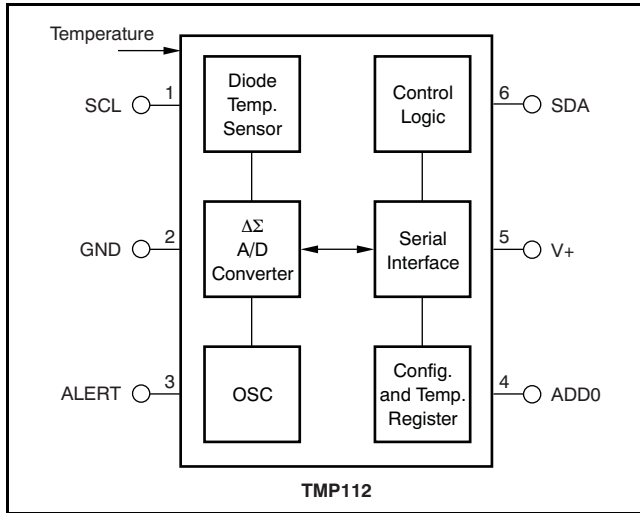 Temperature
SCL
1
Diode
Temp.
Sensor
Control
Logic
6
SDA
GND
2
ΔΣ
A/D
Converter
Serial
Interface
5
V+
ALERT
3
OSC
Config.
and Temp.
Register
4
ADD0
TMP112